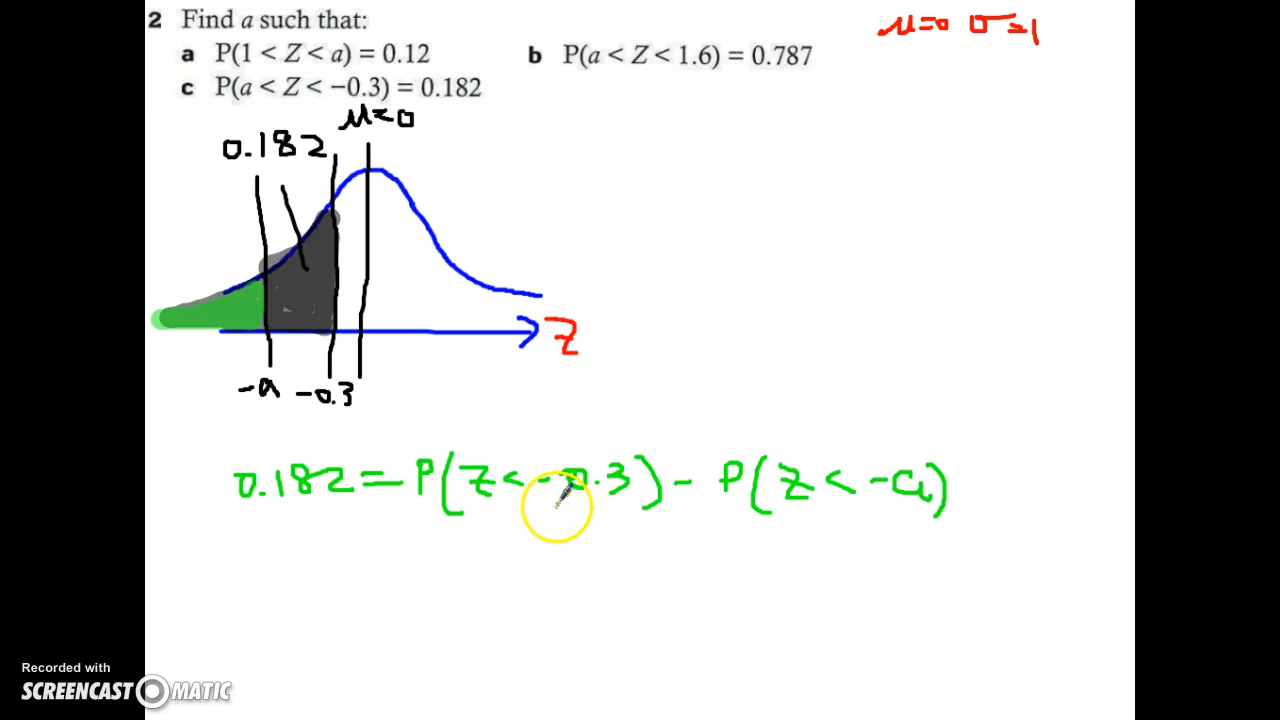 2 Find a such that:
μ=0 σ=1
a P(1 < Z < a) = 0.12 b P(a < Z < 1.6) = 0.787
c P(a < Z < −0.3) = 0.182
μ=0
0.182
Z
-a -0.3
0.182 = P(Z < -0.3) - P(Z < -a)
Recorded with
SCREENCAST O MATIC